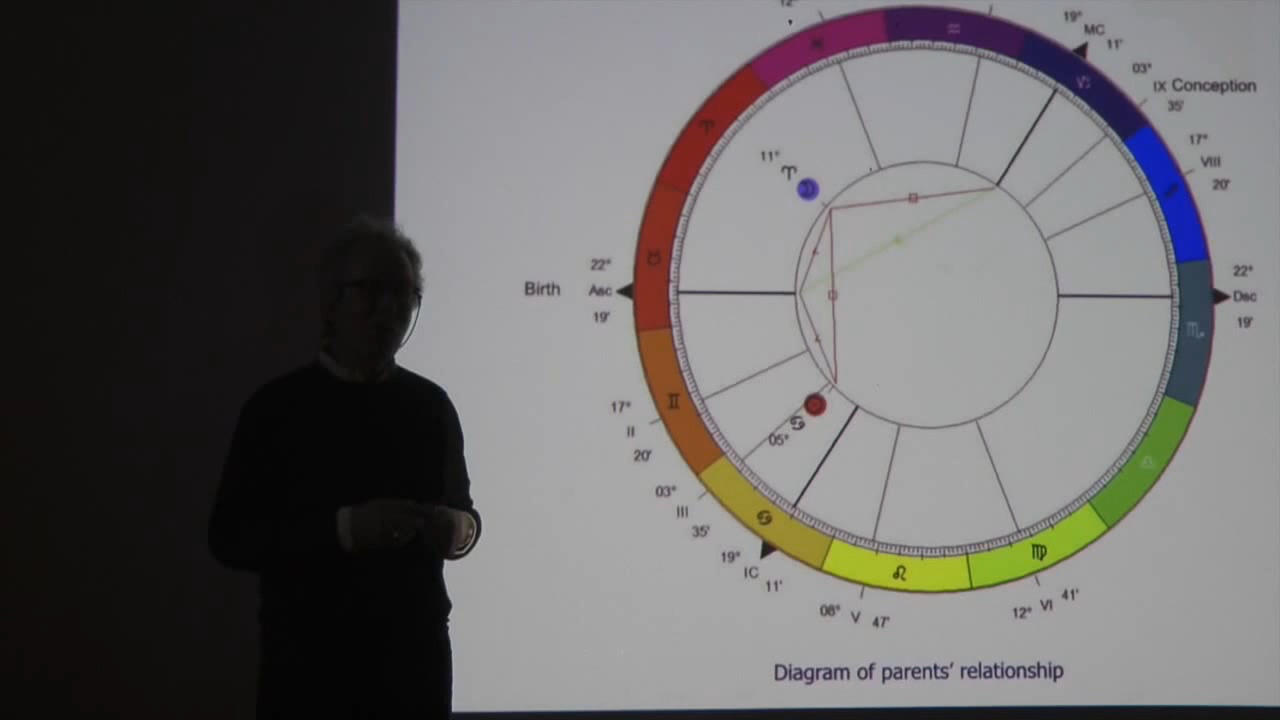 12°
19°
MC
11'
03°
IX Conception
35'
17°
VIII
20'
11°
22°
Birth Asc
19'
22°
Dsc
19'
17°
II
20'
05°
03°
III
35'
19°
IC
11'
08° V 47'
12° VI 41'
Diagram of parents' relationship